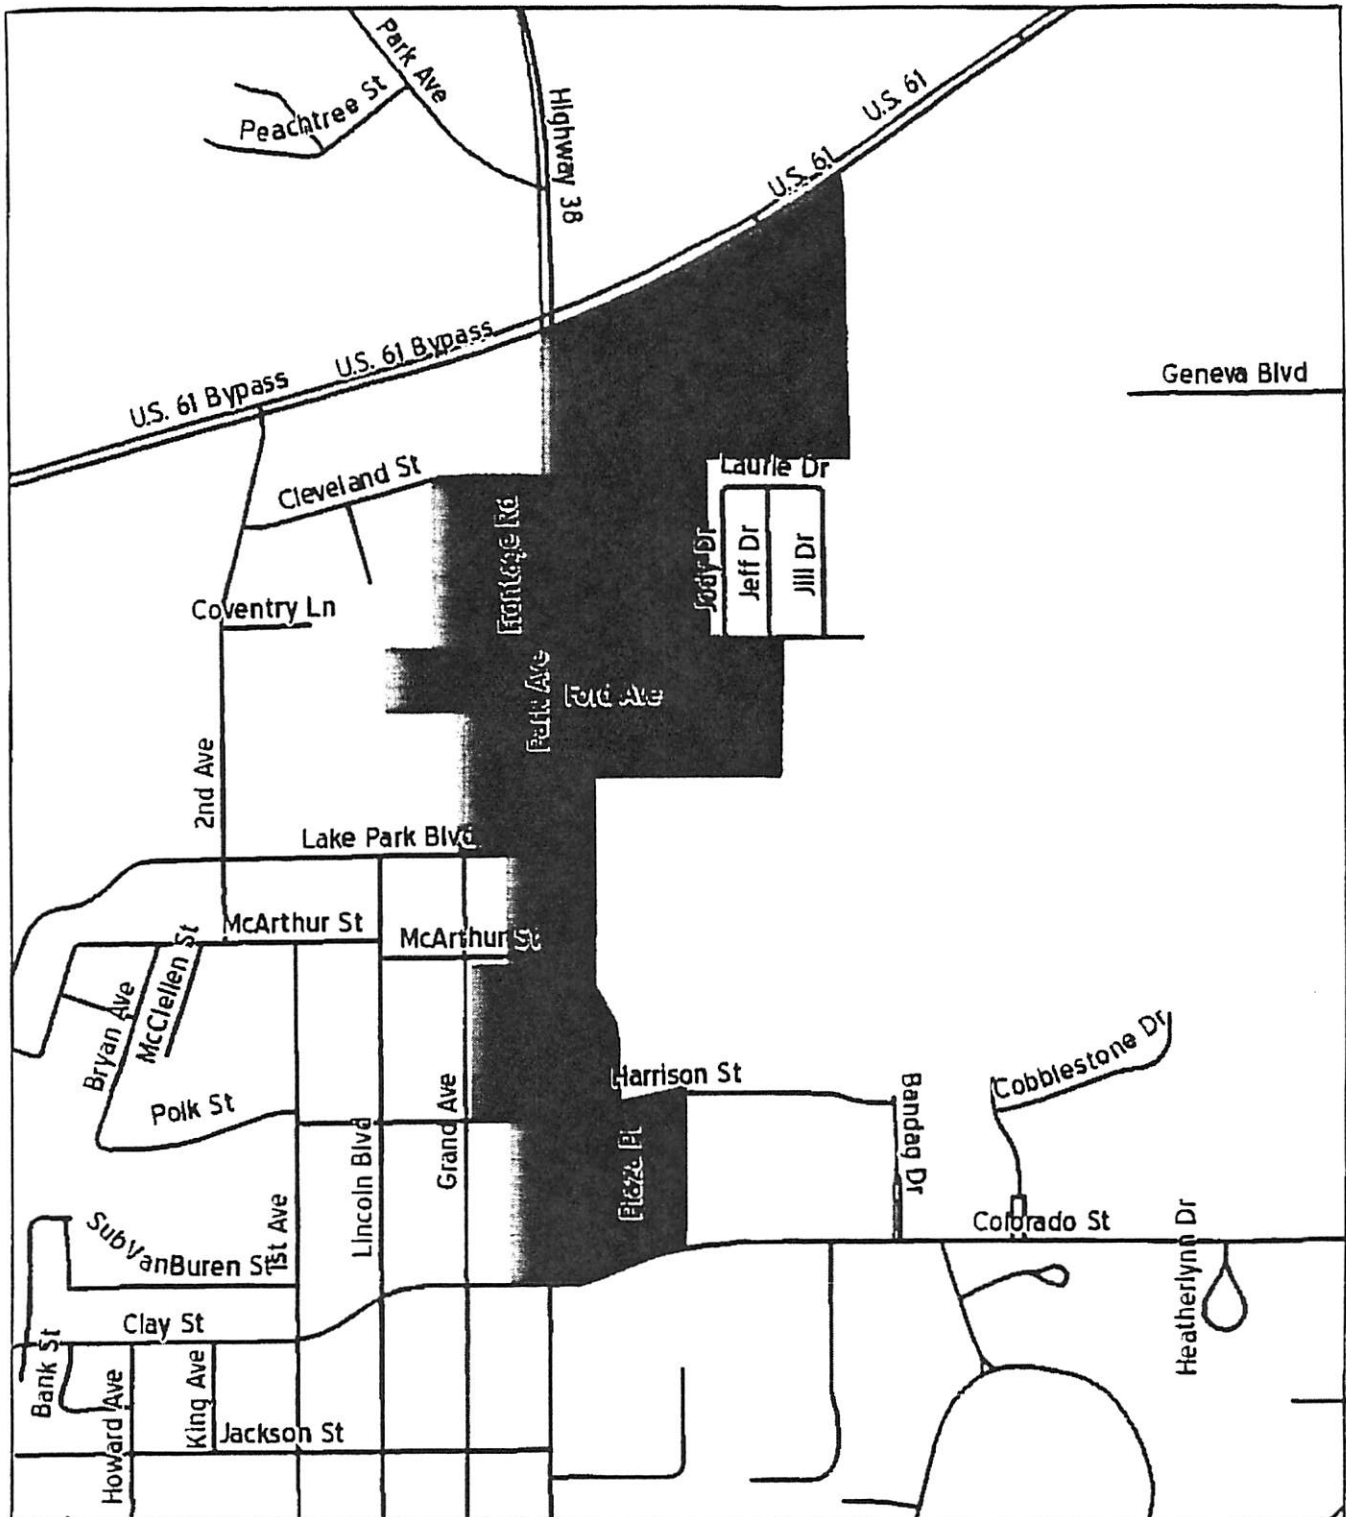 Park Ave
Peachtree St
Highway 38
U.S. 61
U.S. 61
U.S. 61 Bypass
U.S. 61 Bypass
Geneva Blvd
Cleveland St
Laurie Dr
Frontage Rd
Jody Dr
Jeff Dr
Jill Dr
Coventry Ln
Park Ave
Ford Ave
2nd Ave
Lake Park Blvd
McArthur St
McArthur St
Bryan Ave
McClellen St
Harrison St
Cobblestone Dr
Polk St
Grand Ave
Bandag Dr
Plaza Pl
Lincoln Blvd
1st Ave
SubVanBuren St
Colorado St
Heatherlynn Dr
Clay St
Bank St
Howard Ave
King Ave
Jackson St